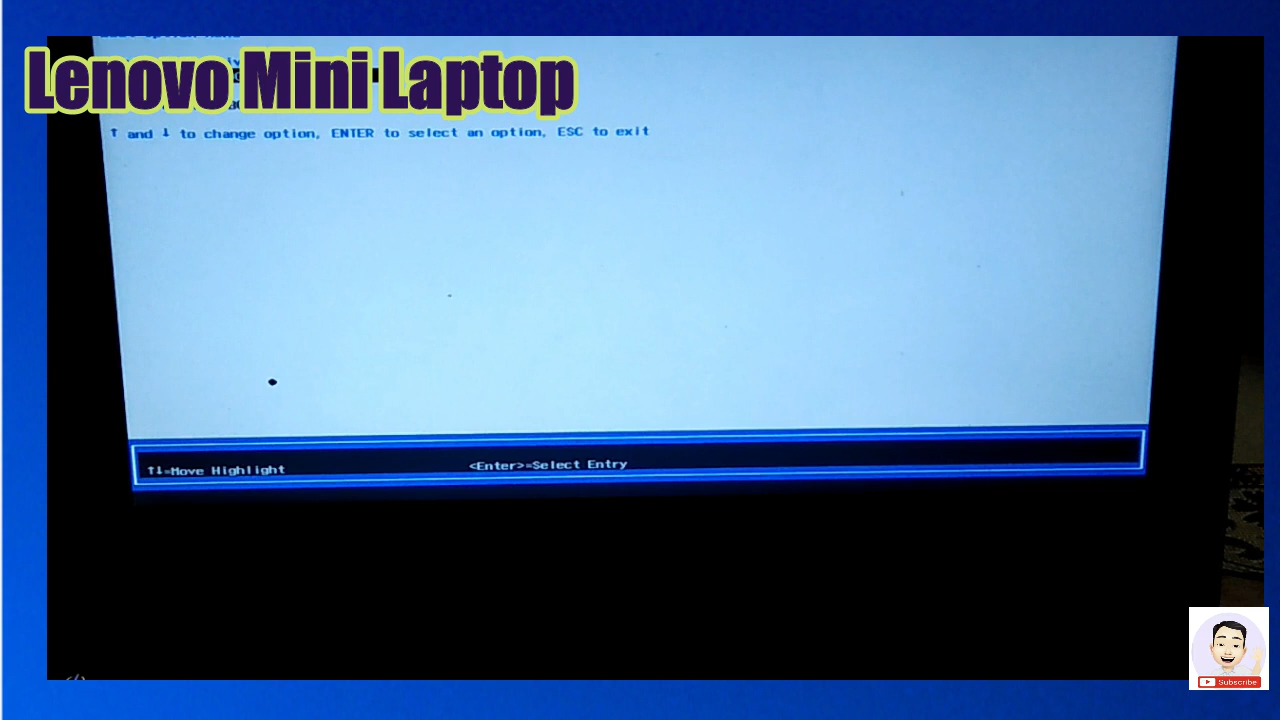 Lenovo Mini Laptop
↑ and ↓ to change option, ENTER to select an option, ESC to exit
↑↓=Move Highlight <Enter>=Select Entry
Subscribe